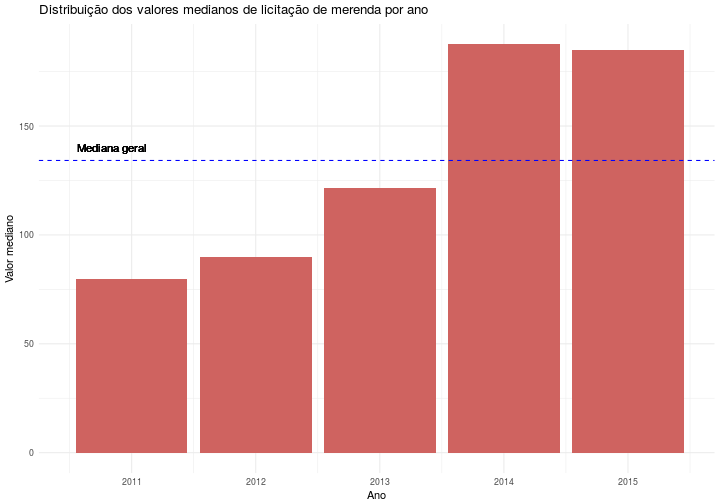 Distribuição dos valores medianos de licitação de merenda por ano
Valor mediano
150
100
50
0
Mediana geral
2011 2012 2013 2014 2015
Ano